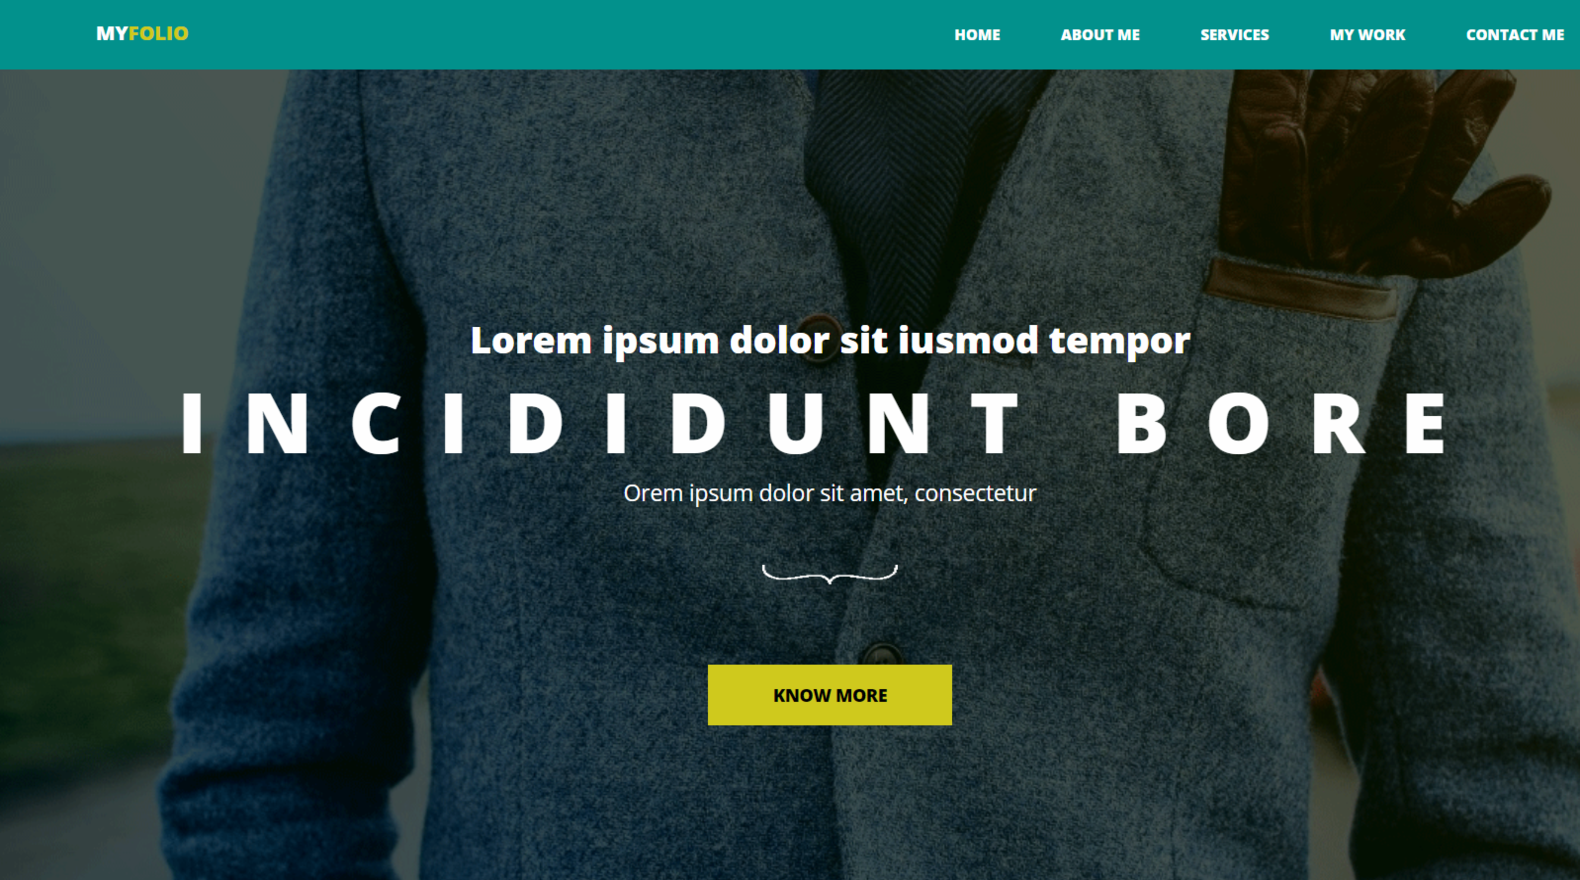 MYFOLIO
HOME ABOUT ME SERVICES MY WORK CONTACT ME
Lorem ipsum dolor sit iusmod tempor
INCIDIDUNT BORE
Orem ipsum dolor sit amet, consectetur
KNOW MORE